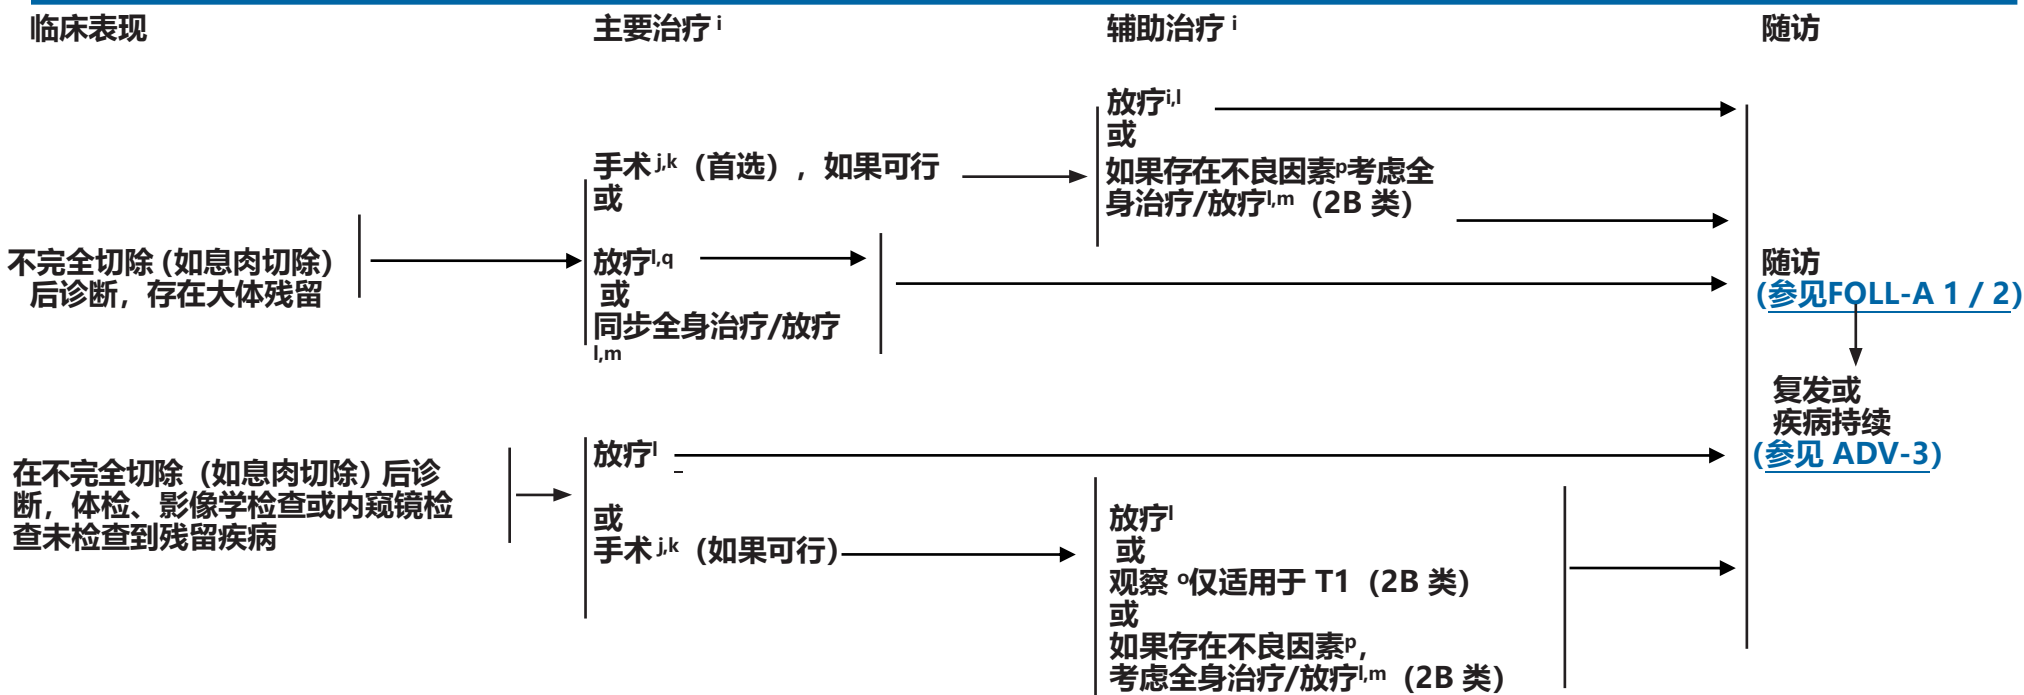 临床表现
主要治疗 i
辅助治疗 i
随访
不完全切除(如息肉切除)
后诊断，存在大体残留
手术 j,k（首选），如果可行
或
放疗l,q
或
同步全身治疗/放疗
l,m
放疗i,l
或
如果存在不良因素p考虑全
身治疗/放疗l,m（2B 类）
随访
(参见FOLL-A 1 / 2)
复发或
疾病持续
(参见 ADV-3)
在不完全切除（如息肉切除）后诊
断，体检、影像学检查或内窥镜检
查未检查到残留疾病
放疗l
或
手术 j,k（如果可行）
放疗l
或
观察 o仅适用于 T1（2B 类）
或
如果存在不良因素p，
考虑全身治疗/放疗l,m（2B 类）